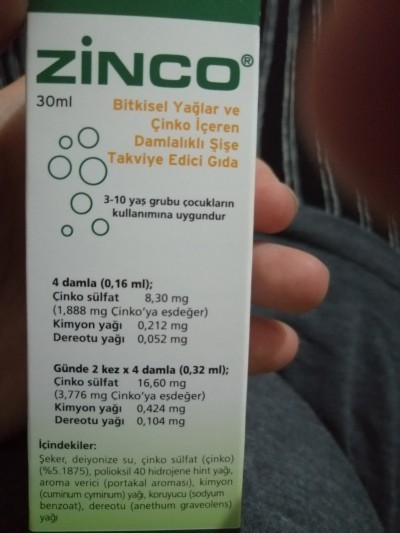 ZiNCO®
30ml
Bitkisel Yağlar ve
Çinko İçeren
Damlalıklı Şişe
Takviye Edici Gıda
3-10 yaş grubu çocukların
kullanımına uygundur
4 damla (0,16 ml);
Çinko sülfat 8,30 mg
(1,888 mg Çinko'ya eşdeğer)
Kimyon yağı 0,212 mg
Dereotu yağı 0,052 mg
Günde 2 kez x 4 damla (0,32 ml);
Çinko sülfat 16,60 mg
(3,776 mg Çinko'ya eşdeğer)
Kimyon yağı 0,424 mg
Dereotu yağı 0,104 mg
İçindekiler:
Şeker, deiyonize su, çinko sülfat (çinko)
(%5.1875), polioksil 40 hidrojene hint yağı,
aroma verici (portakal aroması), kimyon
(cuminum cyminum) yağı, koruyucu (sodyum
benzoat), dereotu (anethum graveolens)
yağı